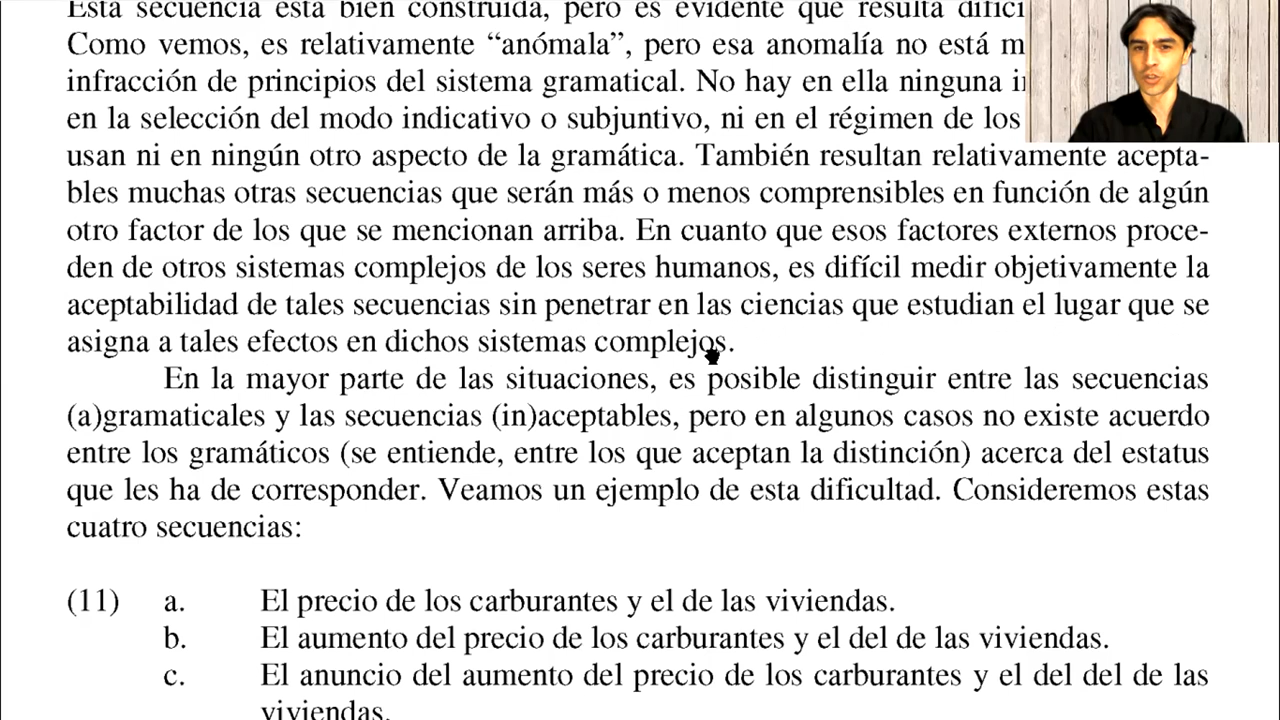 Esta secuencia está bien construida, pero es evidente que resulta difíci
Como vemos, es relativamente “anómala”, pero esa anomalía no está m
infracción de principios del sistema gramatical. No hay en ella ninguna i
en la selección del modo indicativo o subjuntivo, ni en el régimen de los
usan ni en ningún otro aspecto de la gramática. También resultan relativamente acepta-
bles muchas otras secuencias que serán más o menos comprensibles en función de algún
otro factor de los que se mencionan arriba. En cuanto que esos factores externos proce-
den de otros sistemas complejos de los seres humanos, es difícil medir objetivamente la
aceptabilidad de tales secuencias sin penetrar en las ciencias que estudian el lugar que se
asigna a tales efectos en dichos sistemas complejos.
En la mayor parte de las situaciones, es posible distinguir entre las secuencias
(a)gramaticales y las secuencias (in)aceptables, pero en algunos casos no existe acuerdo
entre los gramáticos (se entiende, entre los que aceptan la distinción) acerca del estatus
que les ha de corresponder. Veamos un ejemplo de esta dificultad. Consideremos estas
cuatro secuencias:
(11) a. El precio de los carburantes y el de las viviendas.
b. El aumento del precio de los carburantes y el del de las viviendas.
c. El anuncio del aumento del precio de los carburantes y el del del de las
viviendas.